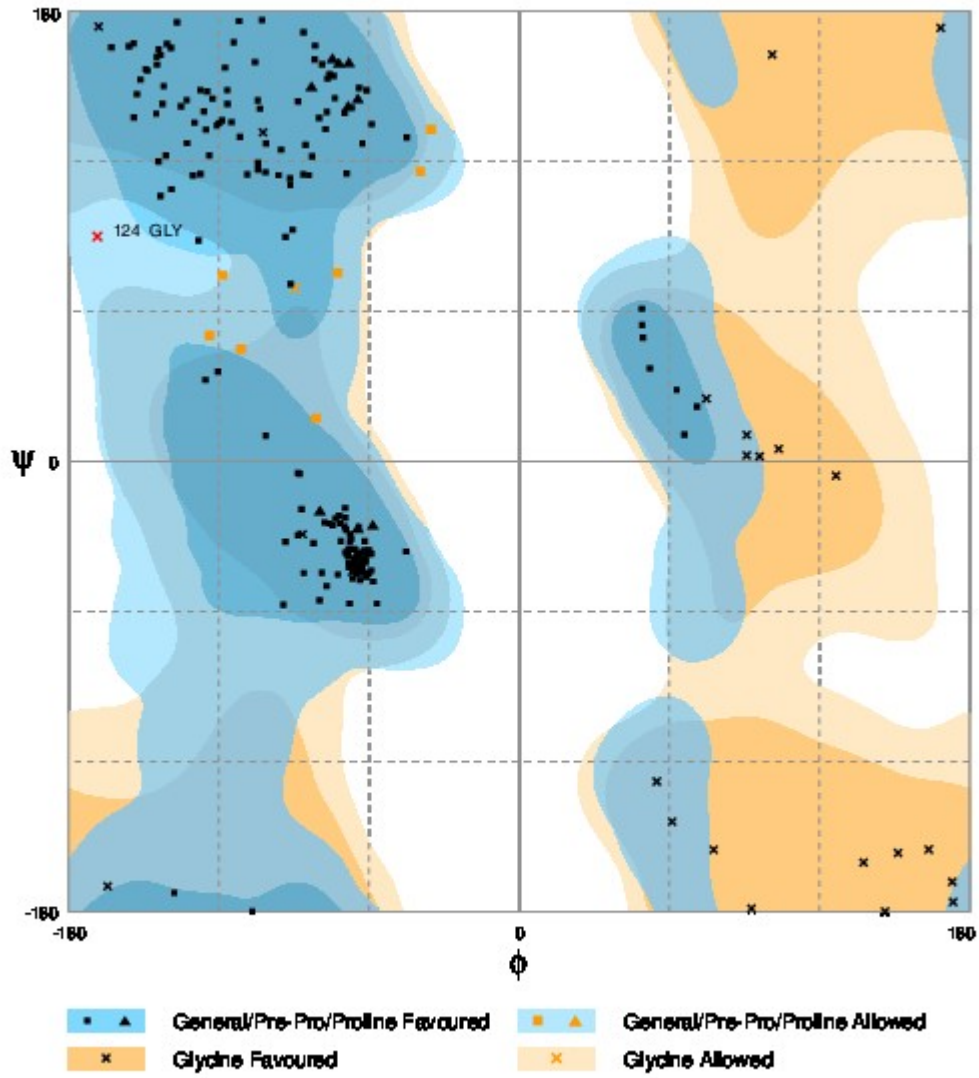 180
124 GLY
Ψ 0
-180
-180 0 180
ϕ
General/Pre-Pro/Proline Favoured General/Pre-Pro/Proline Allowed
Glycine Favoured Glycine Allowed